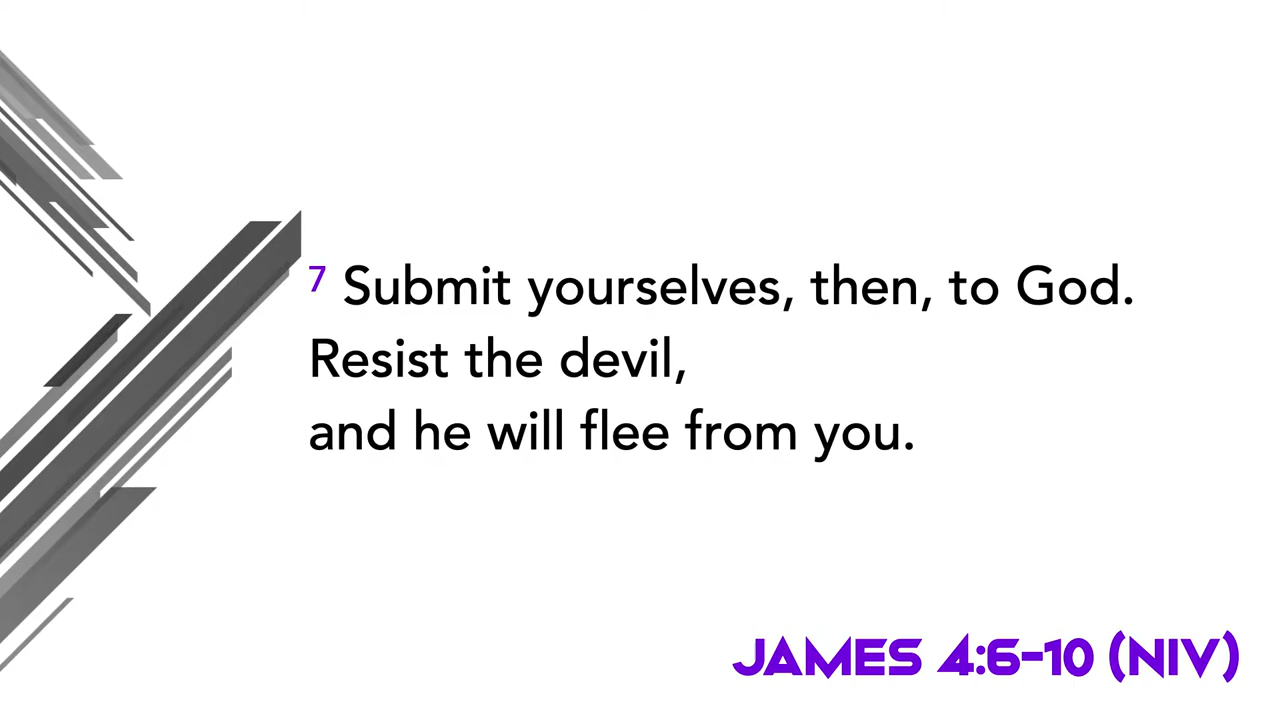 7 Submit yourselves, then, to God.
Resist the devil,
and he will flee from you.
JAMES 4:6-10 (NIV)